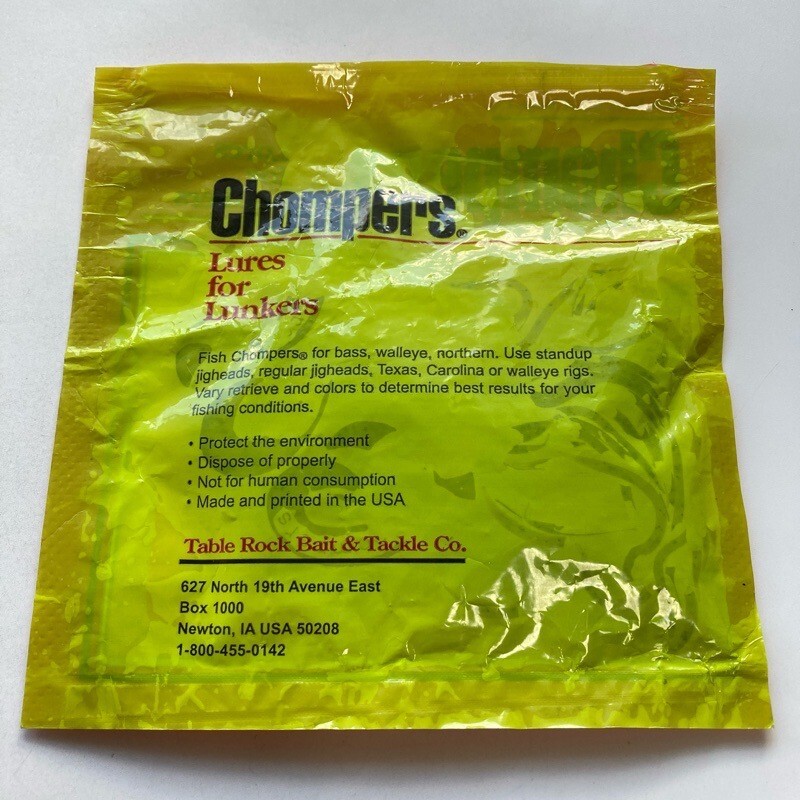 Chompers®
Lures
for
Lunkers
Fish Chompers® for bass, walleye, northern. Use standup
jigheads, regular jigheads, Texas, Carolina or walleye rigs.
Vary retrieve and colors to determine best results for your
fishing conditions.
• Protect the environment
• Dispose of properly
• Not for human consumption
• Made and printed in the USA
Table Rock Bait & Tackle Co.
627 North 19th Avenue East
Box 1000
Newton, IA USA 50208
1-800-455-0142